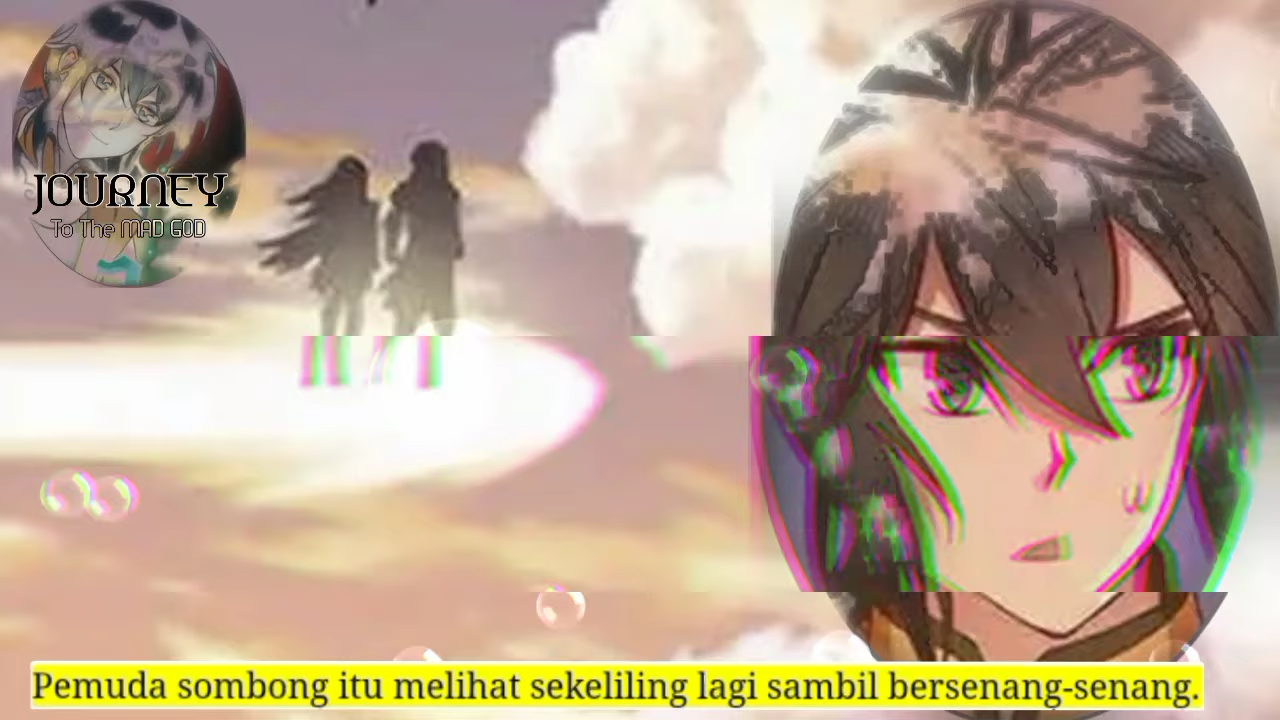 JOURNEY
To The MAD GOD
Pemuda sombong itu melihat sekeliling lagi sambil bersenang-senang.